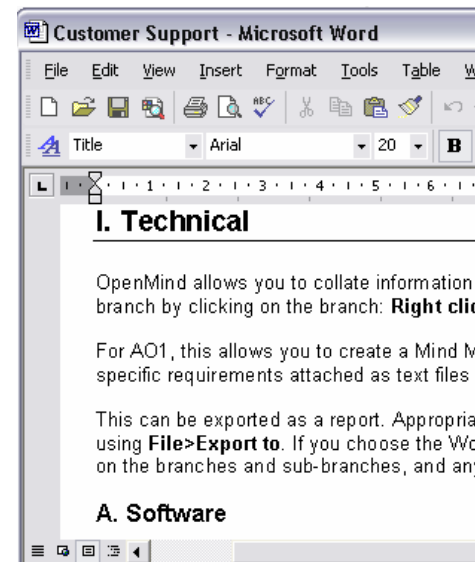 Customer Support - Microsoft Word
File Edit View Insert Format Tools Table
ABC
Title Arial 20 B
1 2 3 4 5 6
I. Technical
OpenMind allows you to collate information
branch by clicking on the branch: Right clic
For AO1, this allows you to create a Mind M
specific requirements attached as text files
This can be exported as a report. Appropria
using File>Export to. If you choose the Wo
on the branches and sub-branches, and any
A. Software